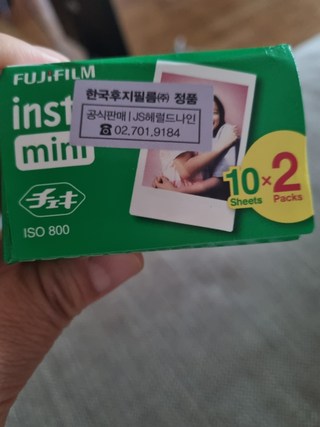 FUJIFILM
한국후지필름㈜ 정품
공식판매 | JS헤럴드나인
☎ 02.701.9184
inst
mini
チェキ
ISO 800
10 × 2
Sheets Packs